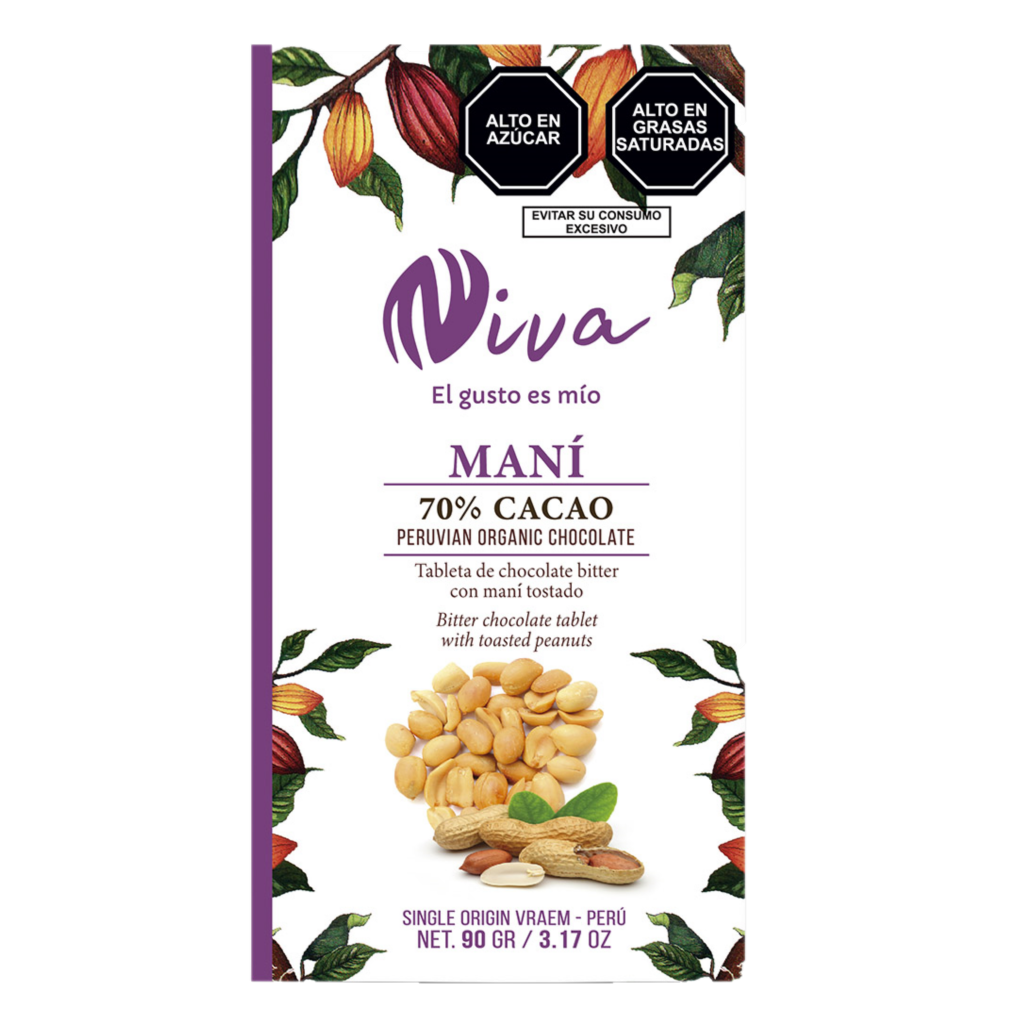 ALTO EN
AZÚCAR
ALTO EN
GRASAS
SATURADAS
EVITAR SU CONSUMO
EXCESIVO
Niva
El gusto es mío
MANÍ
70% CACAO
PERUVIAN ORGANIC CHOCOLATE
Tableta de chocolate bitter
con maní tostado
Bitter chocolate tablet
with toasted peanuts
SINGLE ORIGIN VRAEM - PERÚ
NET. 90 GR / 3.17 OZ